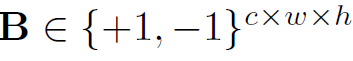 B ∈ {+1, −1}^{c×w×h}